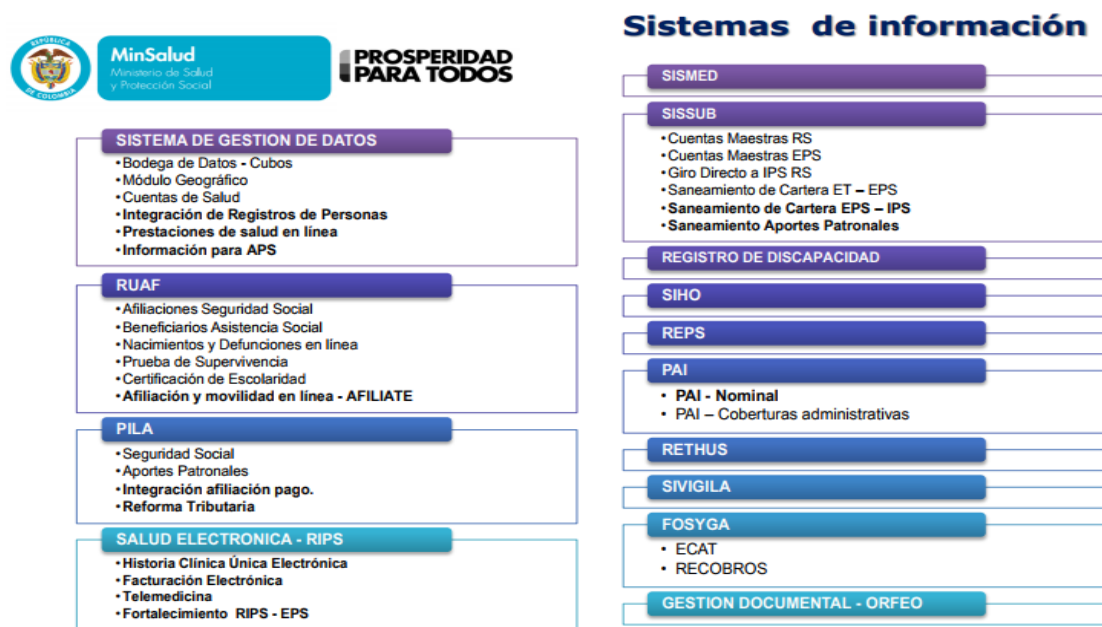 REPÚBLICA
DE COLOMBIA
MinSalud
Ministerio de Salud
y Protección Social
PROSPERIDAD
PARA TODOS
Sistemas de información
SISTEMA DE GESTION DE DATOS
•Bodega de Datos - Cubos
•Módulo Geográfico
•Cuentas de Salud
•Integración de Registros de Personas
•Prestaciones de salud en línea
•Información para APS
RUAF
•Afiliaciones Seguridad Social
•Beneficiarios Asistencia Social
•Nacimientos y Defunciones en línea
•Prueba de Supervivencia
•Certificación de Escolaridad
•Afiliación y movilidad en línea - AFILIATE
PILA
•Seguridad Social
•Aportes Patronales
•Integración afiliación pago.
•Reforma Tributaria
SALUD ELECTRONICA - RIPS
•Historia Clínica Única Electrónica
•Facturación Electrónica
•Telemedicina
•Fortalecimiento RIPS - EPS
SISMED
SISSUB
•Cuentas Maestras RS
•Cuentas Maestras EPS
•Giro Directo a IPS RS
•Saneamiento de Cartera ET – EPS
•Saneamiento de Cartera EPS – IPS
•Saneamiento Aportes Patronales
REGISTRO DE DISCAPACIDAD
SIHO
REPS
PAI
• PAI - Nominal
• PAI – Coberturas administrativas
RETHUS
SIVIGILA
FOSYGA
• ECAT
• RECOBROS
GESTION DOCUMENTAL - ORFEO